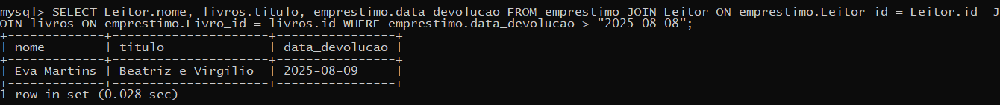 mysql> SELECT Leitor.nome, livros.titulo, emprestimo.data_devolucao FROM emprestimo JOIN Leitor ON emprestimo.Leitor_id = Leitor.id  J
OIN livros ON emprestimo.Livro_id = livros.id WHERE emprestimo.data_devolucao > "2025-08-08";
+-------------+---------------------+----------------+
| nome        | titulo              | data_devolucao |
+-------------+---------------------+----------------+
| Eva Martins | Beatriz e Virgílio  | 2025-08-09     |
+-------------+---------------------+----------------+
1 row in set (0.028 sec)